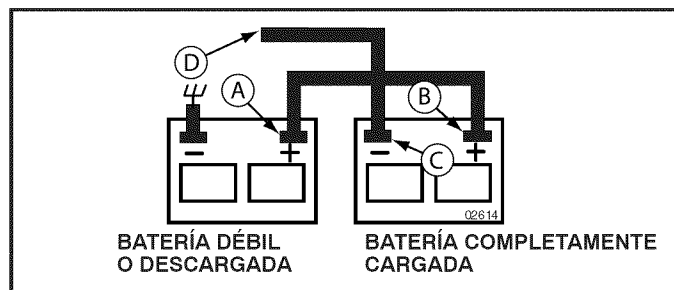 D
A
B
C
02614
BATERÍA DÉBIL
O DESCARGADA
BATERÍA COMPLETAMENTE
CARGADA